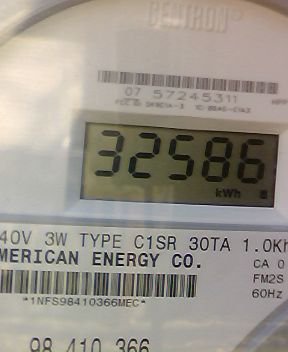 CENTRON®
07 57245311
32586
kWh
40V 3W TYPE C1SR 30TA 1.0Kh
MERICAN ENERGY CO.
CA 0
FM2S
60Hz
*1NFS98410366MEC*
98 410 366